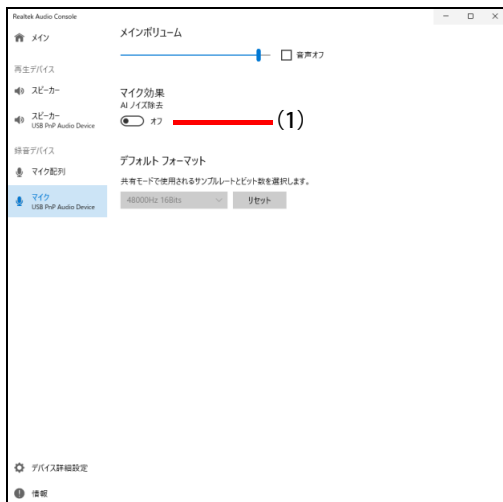 Realtek Audio Console
メイン
再生デバイス
スピーカー
スピーカー
USB PnP Audio Device
録音デバイス
マイク配列
マイク
USB PnP Audio Device
デバイス詳細設定
情報
メインボリューム
音声オフ
マイク効果
AI ノイズ除去
オフ
(1)
デフォルト フォーマット
共有モードで使用されるサンプルレートとビット数を選択します。
48000Hz 16Bits
リセット